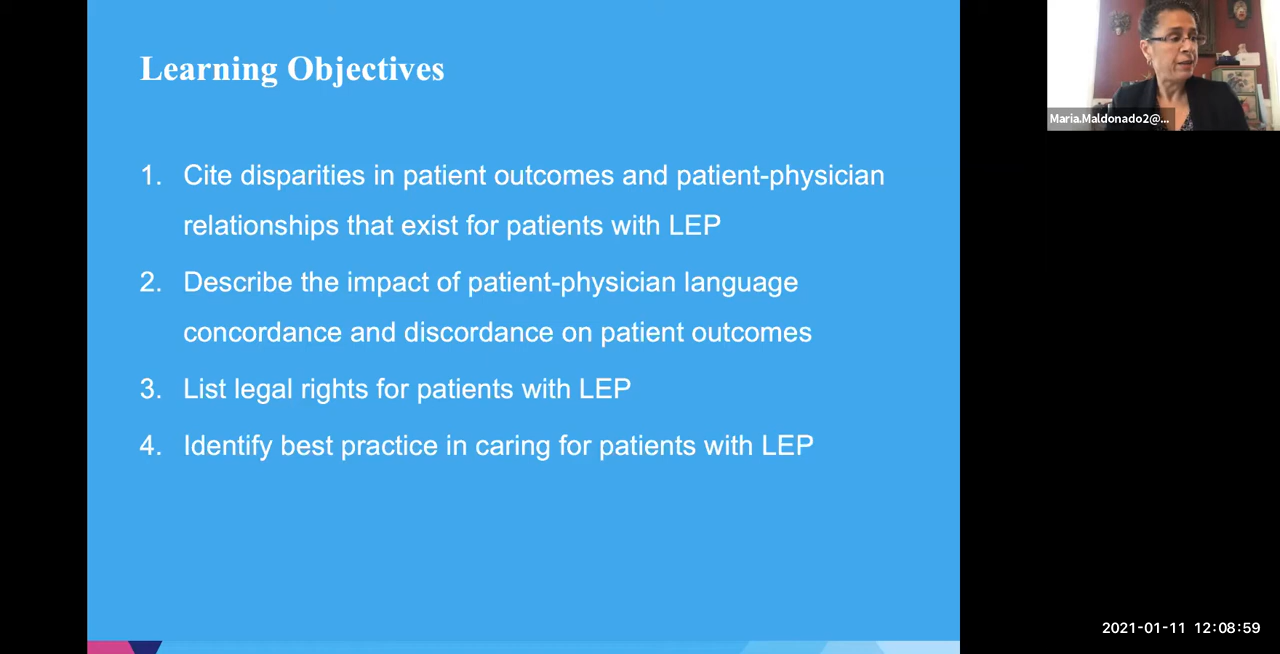 Learning Objectives
1. Cite disparities in patient outcomes and patient-physician
relationships that exist for patients with LEP
2. Describe the impact of patient-physician language
concordance and discordance on patient outcomes
3. List legal rights for patients with LEP
4. Identify best practice in caring for patients with LEP
Maria.Maldonado2@...
2021-01-11 12:08:59